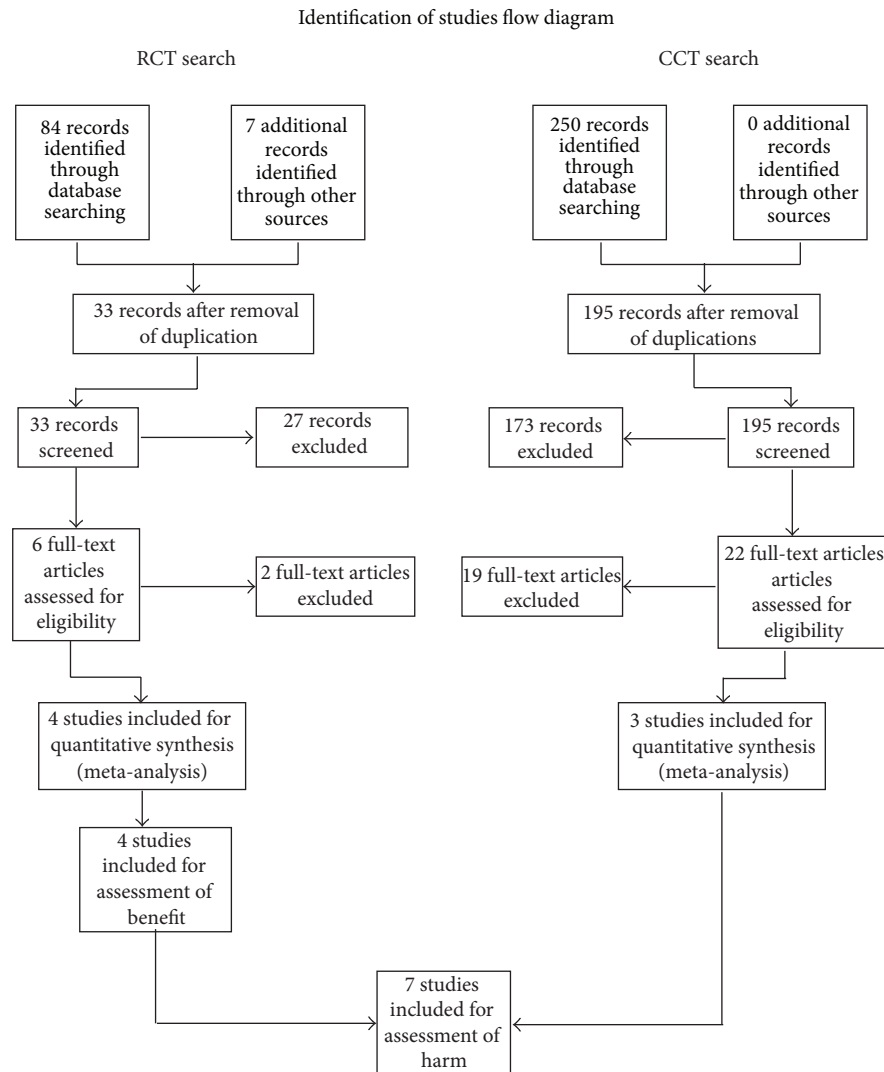 Identification of studies flow diagram
RCT search
CCT search
84 records
identified
through
database
searching
7 additional
records
identified
through other
sources
250 records
identified
through
database
searching
0 additional
records
identified
through other
sources
33 records after removal
of duplication
195 records after removal
of duplications
33 records
screened
27 records
excluded
173 records
excluded
195 records
screened
6 full-text
articles
assessed for
eligibility
2 full-text articles
excluded
19 full-text articles
excluded
22 full-text articles
articles
assessed for
eligibility
4 studies included for
quantitative synthesis
(meta-analysis)
3 studies included for
quantitative synthesis
(meta-analysis)
4 studies
included for
assessment of
benefit
7 studies
included for
assessment of
harm